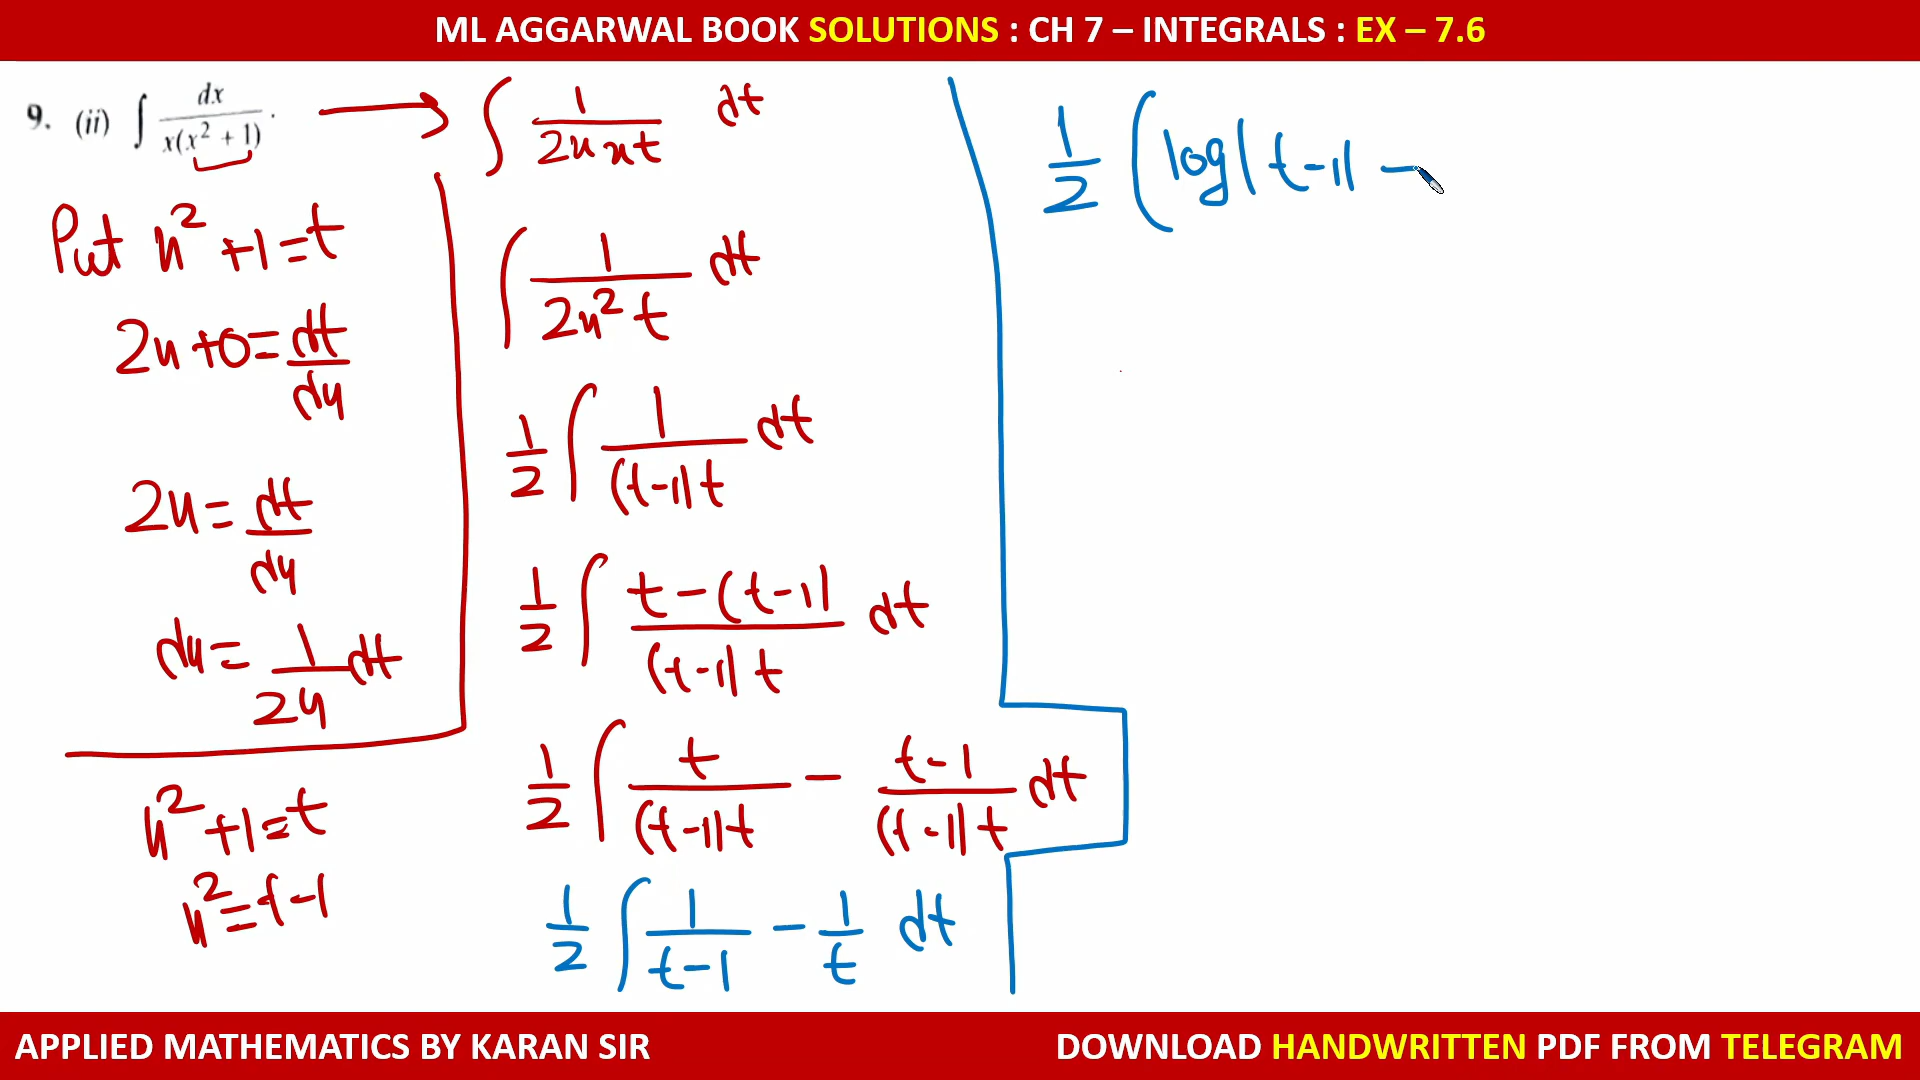 ML AGGARWAL BOOK SOLUTIONS : CH 7 – INTEGRALS : EX – 7.6
9. (ii) ∫ dx / x(x² + 1) .
Put x² + 1 = t
2x + 0 = dt/dx
2x = dt/dx
dx = 1/2x dt
x² + 1 = t
x² = t - 1
∫ 1/(2x x t) dt
∫ 1/(2x² t) dt
1/2 ∫ 1/((t-1) t) dt
1/2 ∫ (t - (t-1))/((t-1) t) dt
1/2 ∫ t/((t-1) t) - (t-1)/((t-1) t) dt
1/2 ∫ 1/(t-1) - 1/t dt
1/2 ( log|t-1| -
APPLIED MATHEMATICS BY KARAN SIR
DOWNLOAD HANDWRITTEN PDF FROM TELEGRAM